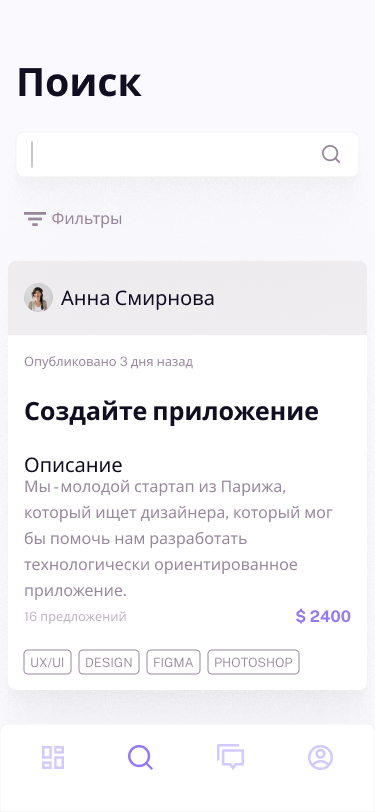 Поиск
Фильтры
Анна Смирнова
Опубликовано 3 дня назад
Создайте приложение
Описание
Мы - молодой стартап из Парижа,
который ищет дизайнера, который мог
бы помочь нам разработать
технологически ориентированное
приложение.
16 предложений
$ 2400
UX/UI DESIGN FIGMA PHOTOSHOP